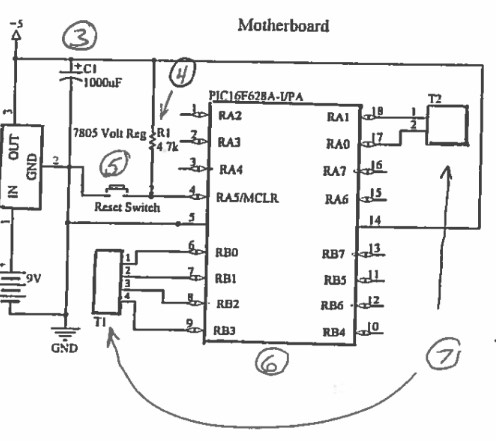 Motherboard
-5
3
C1
1000uF
+
4
PIC16F628A-I/PA
3
OUT
GND
IN
2
1
7805 Volt Reg
R1
4.7k
5
Reset Switch
1 RA2
2 RA3
3 RA4
4 RA5/MCLR
5
6 RB0
7 RB1
8 RB2
9 RB3
RA1 18 1
RA0 17 2
RA7 16
RA6 15
14
RB7 13
RB5 11
RB6 12
RB4 10
T2
1
2
3
4
T1
+
9V
GND
6
7